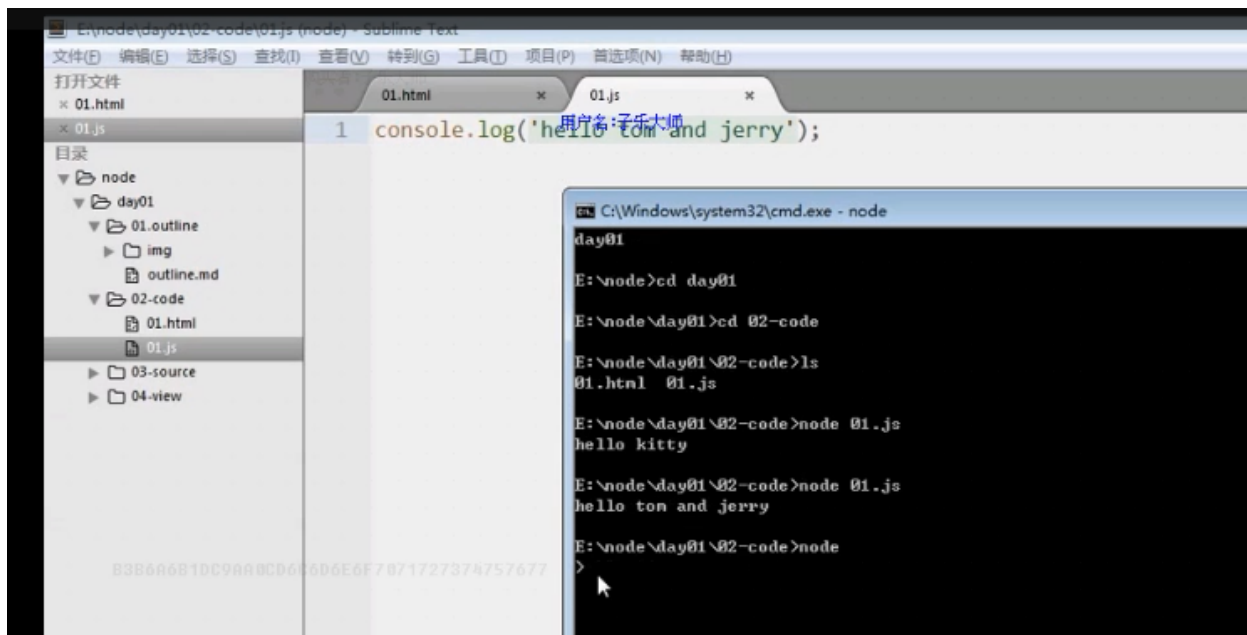 E:\node\day01\02-code\01.js (node) - Sublime Text
文件(F) 编辑(E) 选择(S) 查找(I) 查看(V) 转到(G) 工具(T) 项目(P) 首选项(N) 帮助(H)
打开文件
× 01.html
× 01.js
目录
node
day01
01.outline
img
outline.md
02-code
01.html
01.js
03-source
04-view
01.html ×
01.js ×
用户名:子乐大师
1 console.log('hello tom and jerry');
C:\Windows\system32\cmd.exe - node
day01
E:\node>cd day01
E:\node\day01>cd 02-code
E:\node\day01\02-code>ls
01.html 01.js
E:\node\day01\02-code>node 01.js
hello kitty
E:\node\day01\02-code>node 01.js
hello tom and jerry
E:\node\day01\02-code>node
>